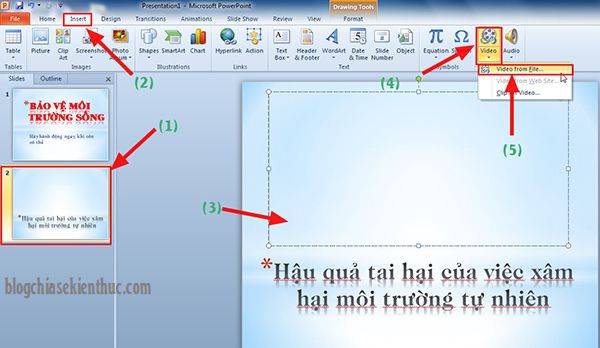 Presentation1 - Microsoft PowerPoint
Drawing Tools
File Home Insert Design Transitions Animations Slide Show Review View Format
Table Picture Clip Art Screenshot Photo Album Shapes SmartArt Chart Hyperlink Action Text Box Header & Footer WordArt Date & Time Slide Number Object Equation Video Audio
Tables Images Illustrations Links Text Symbols
(2)
(4)
Video from File...
Video from Web Site...
Video...
Slides Outline
(5)
1
*BẢO VỆ MÔI
TRƯỜNG SỐNG
Hãy hành động ngay khi còn
có thể
(1)
2
*Hậu quả tai hại của việc xâm
hại môi trường tự nhiên
(3)
*Hậu quả tai hại của việc xâm
hại môi trường tự nhiên
blogchiasekienthuc.com